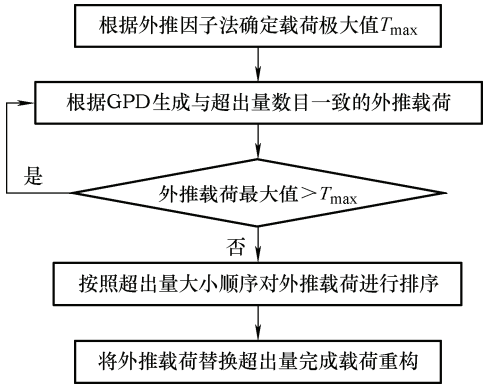 根据外推因子法确定载荷极大值Tmax
根据GPD生成与超出量数目一致的外推载荷
是
外推载荷最大值>Tmax
否
按照超出量大小顺序对外推载荷进行排序
将外推载荷替换超出量完成载荷重构